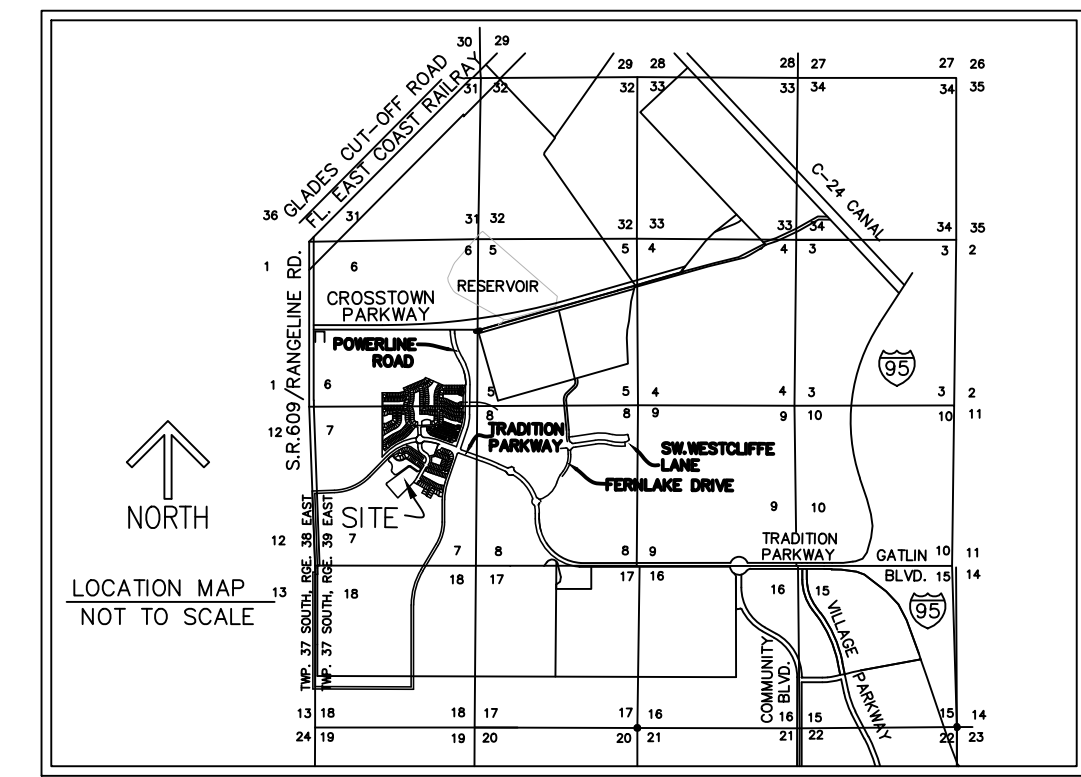 30 29
29 28
28 27
27 26
GLADES CUT-OFF ROAD
FL. EAST COAST RAILRAY
31 32
32 33
33 34
34 35
C-24 CANAL
36 31
31 32
32 33
33 34
34 35
1 6
6 5
5 4
4 3
3 2
RESERVOIR
CROSSTOWN
PARKWAY
S.R.609/RANGELINE RD.
POWERLINE
ROAD
95
1 6
5
5 4
4 3
3 2
12 7
8
8 9
9 10
10 11
TRADITION
PARKWAY
SW.WESTCLIFFE
LANE
FERNLAKE DRIVE
NORTH
SITE
9 10
12 7
7 8
8 9
TRADITION
PARKWAY
GATLIN
BLVD.
10 11
LOCATION MAP
NOT TO SCALE
TWP. 37 SOUTH, RGE. 38 EAST
TWP. 37 SOUTH, RGE. 39 EAST
13 18
18 17
17 16
16 15
15 14
95
COMMUNITY
BLVD.
VILLAGE
PARKWAY
13 18
18 17
17 16
16 15
15 14
24 19
19 20
20 21
21 22
22 23